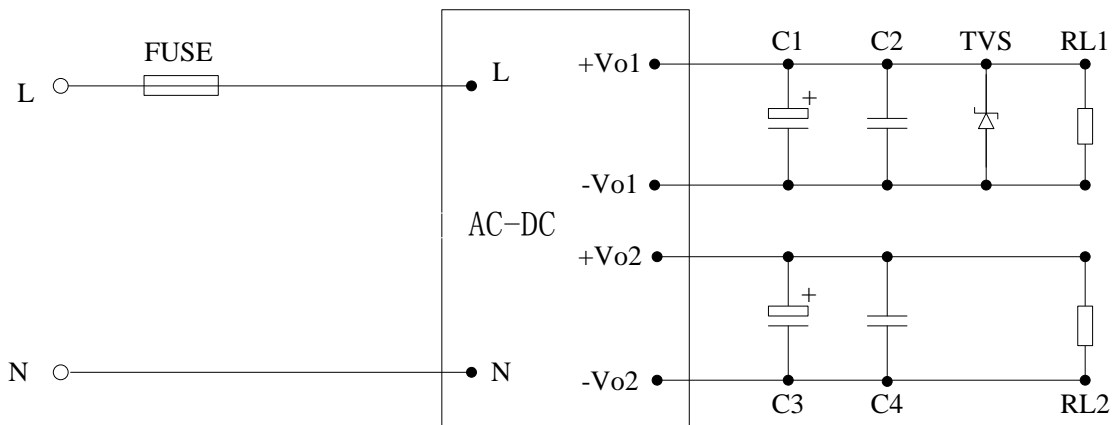 C1 C2 TVS RL1
FUSE
L L +Vo1
+
-Vo1
AC-DC
+Vo2
+
N N -Vo2
C3 C4 RL2